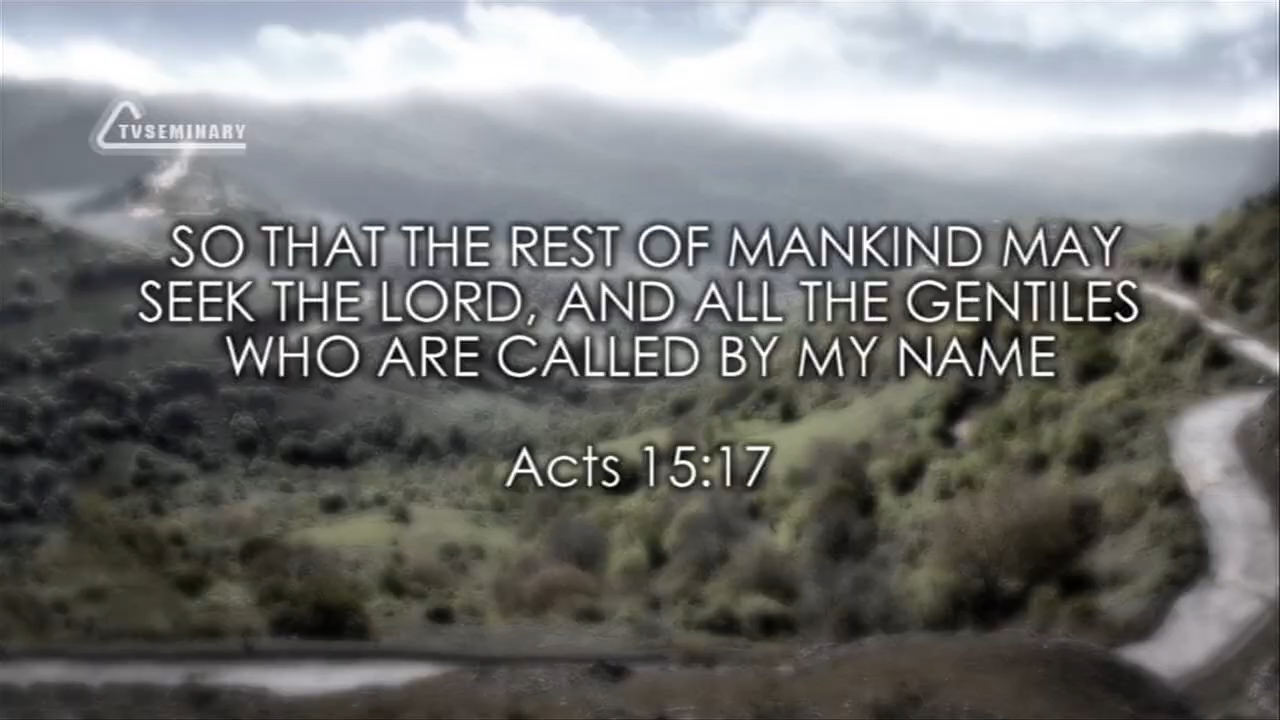 TVSEMINARY
SO THAT THE REST OF MANKIND MAY
SEEK THE LORD, AND ALL THE GENTILES
WHO ARE CALLED BY MY NAME
Acts 15:17